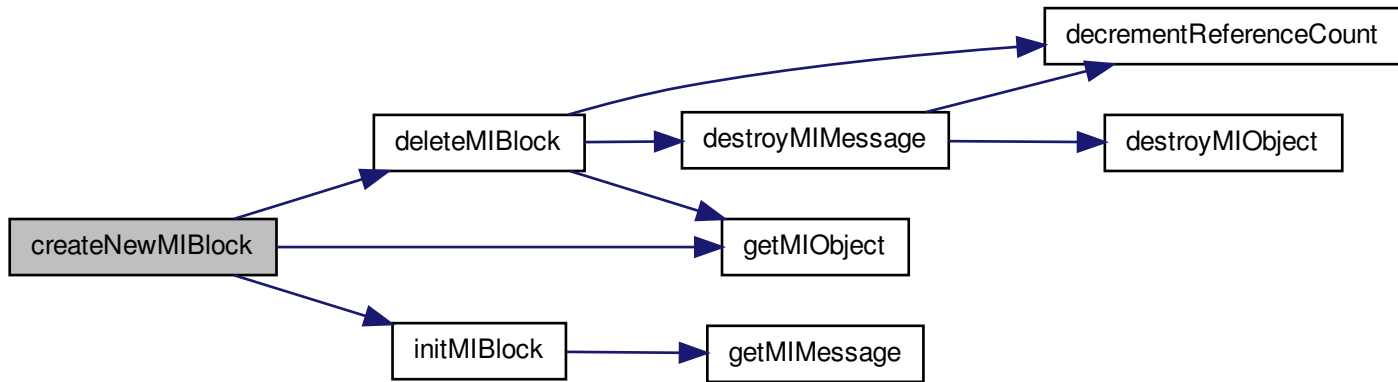 decrementReferenceCount
deleteMIBlock
destroyMIMessage
destroyMIObject
createNewMIBlock
getMIObject
initMIBlock
getMIMessage